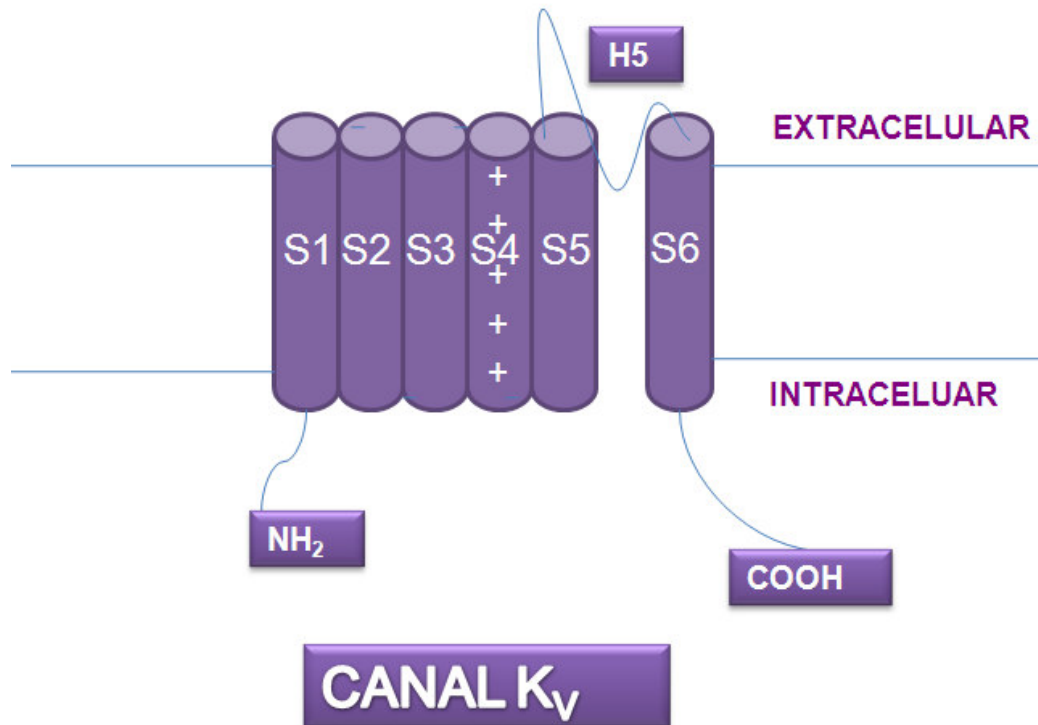 H5
EXTRACELULAR
+
+
S1 S2 S3 S4 S5 S6
+
+
+
INTRACELUAR
NH₂
COOH
CANAL Kᵥ